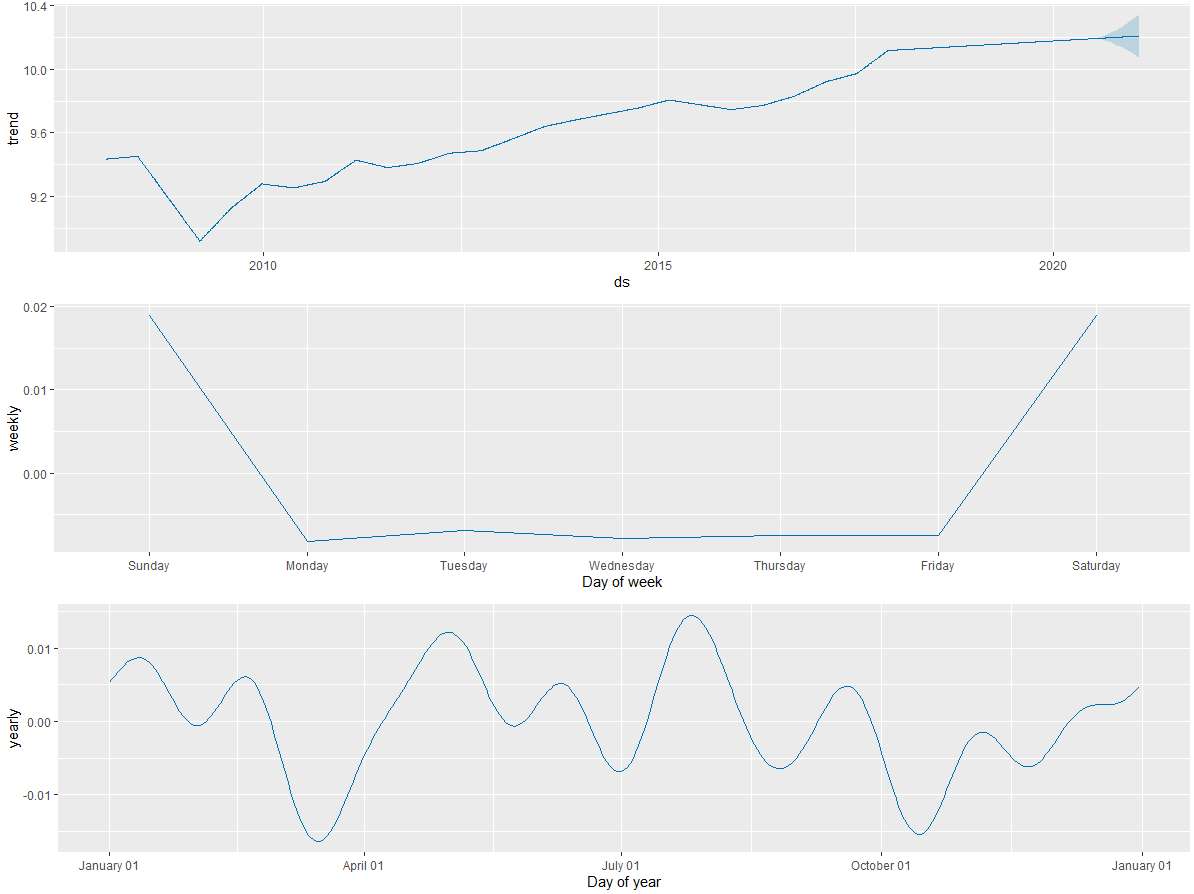 10.4
10.0
9.6
9.2
trend
2010 2015 2020
ds
0.02
0.01
0.00
weekly
Sunday Monday Tuesday Wednesday Thursday Friday Saturday
Day of week
0.01
0.00
-0.01
yearly
January 01 April 01 July 01 October 01 January 01
Day of year